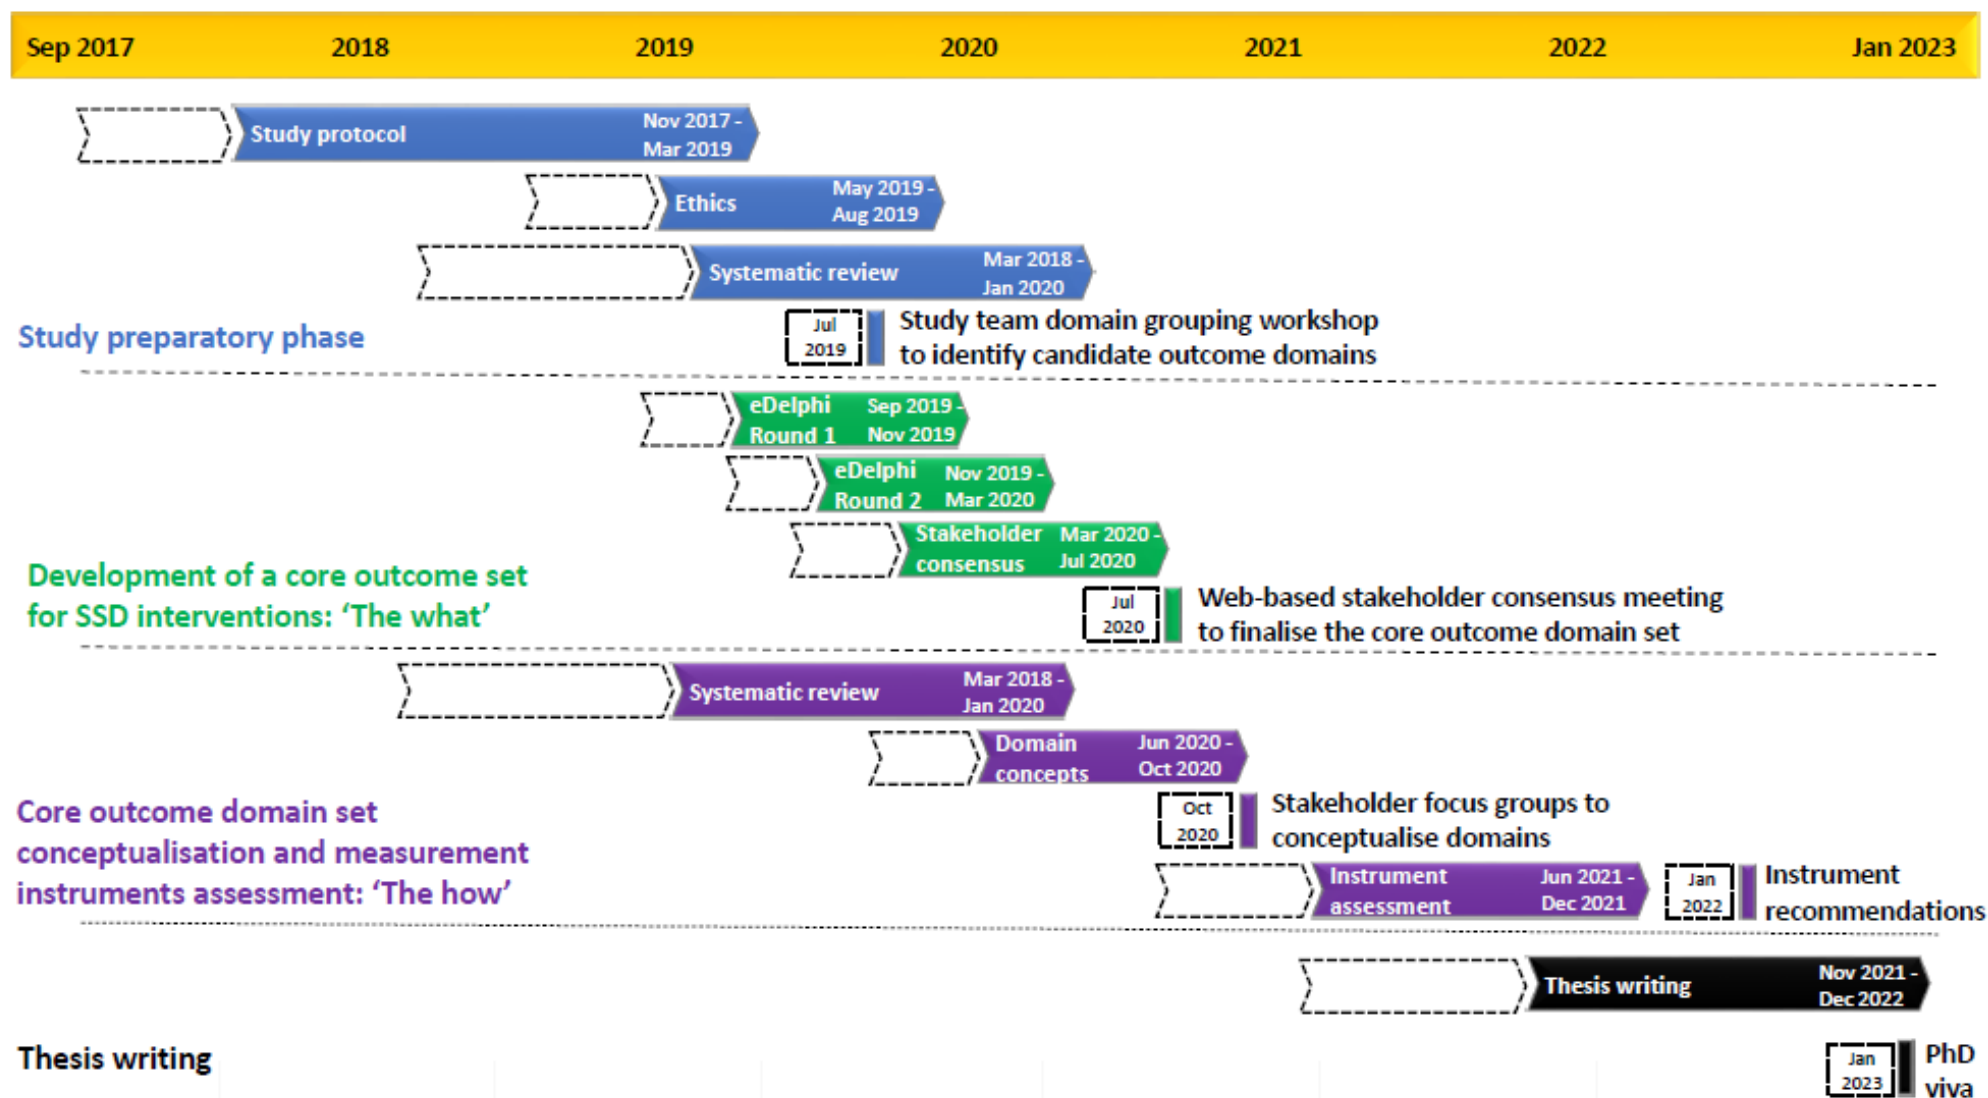 Sep 2017 2018 2019 2020 2021 2022 Jan 2023
Study protocol
Nov 2017 -
Mar 2019
Ethics
May 2019 -
Aug 2019
Systematic review
Mar 2018 -
Jan 2020
Study preparatory phase
Jul
2019
Study team domain grouping workshop
to identify candidate outcome domains
eDelphi
Round 1
Sep 2019 -
Nov 2019
eDelphi
Round 2
Nov 2019 -
Mar 2020
Stakeholder
consensus
Mar 2020 -
Jul 2020
Development of a core outcome set
for SSD interventions: ‘The what’
Jul
2020
Web-based stakeholder consensus meeting
to finalise the core outcome domain set
Systematic review
Mar 2018 -
Jan 2020
Domain
concepts
Jun 2020 -
Oct 2020
Core outcome domain set
conceptualisation and measurement
instruments assessment: ‘The how’
Oct
2020
Stakeholder focus groups to
conceptualise domains
Instrument
assessment
Jun 2021 -
Dec 2021
Jan
2022
Instrument
recommendations
Thesis writing
Nov 2021 -
Dec 2022
Thesis writing
Jan
2023
PhD
viva